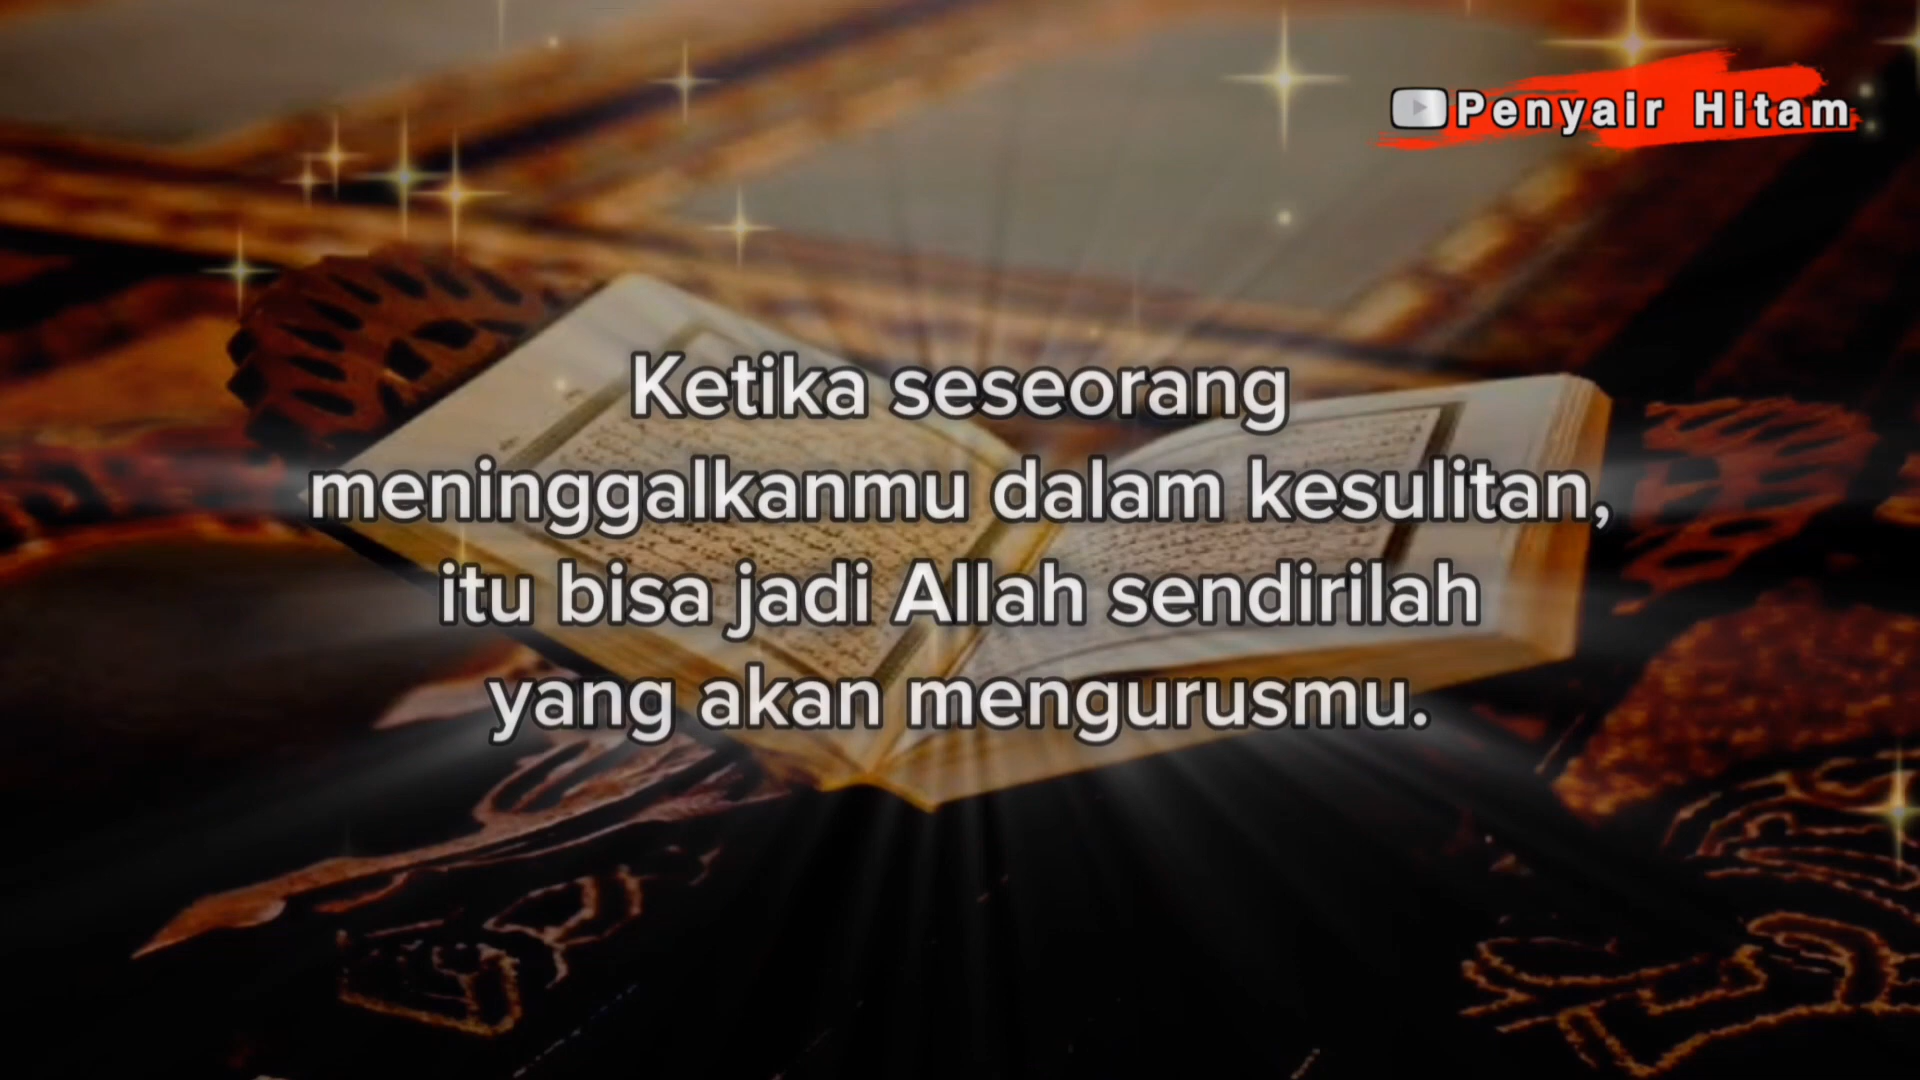 Penyair Hitam
Ketika seseorang
meninggalkanmu dalam kesulitan,
itu bisa jadi Allah sendirilah
yang akan mengurusmu.